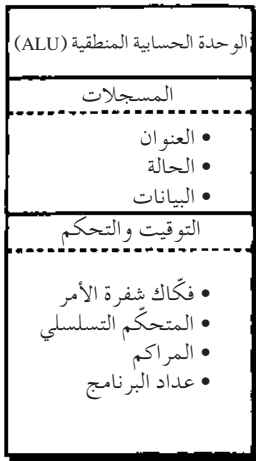 الوحدة الحسابية المنطقية (ALU)
المسجلات
• العنوان
• الحالة
• البيانات
التوقيت والتحكم
• فكّاك شفرة الأمر
• المتحكّم التسلسلي
• المراكم
• عداد البرنامج